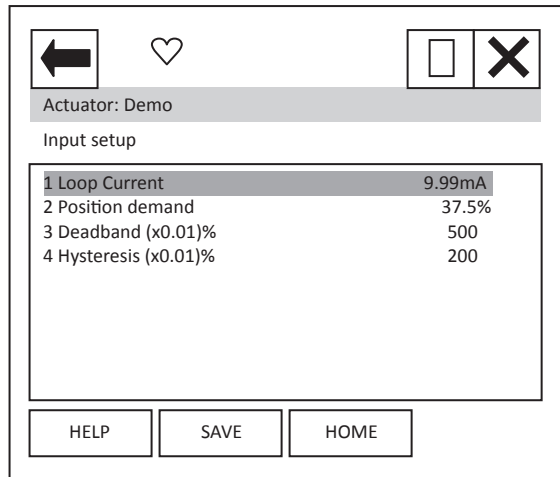 Actuator: Demo
Input setup
1 Loop Current 9.99mA
2 Position demand 37.5%
3 Deadband (x0.01)% 500
4 Hysteresis (x0.01)% 200
HELP SAVE HOME